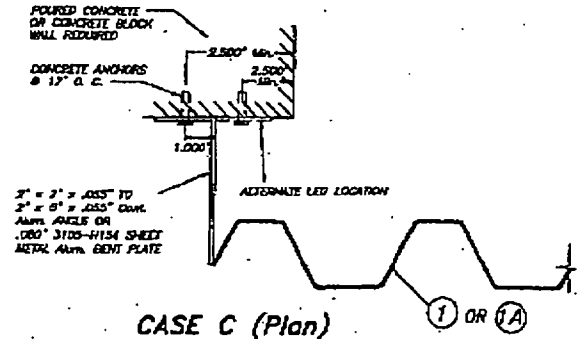 POURED CONCRETE
OR CONCRETE BLOCK
WALL REQUIRED
2.500" Min.
CONCRETE ANCHORS
@ 12" O. C.
2.500"
Min.
1.000"
ALTERNATE LEG LOCATION
2" x 2" x .055" TO
2" x 6" x .055" Cont.
Alum. ANGLE OR
.080" 3105-H154 SHEET
METAL Alum. BENT PLATE
1 OR 1A
CASE C (Plan)